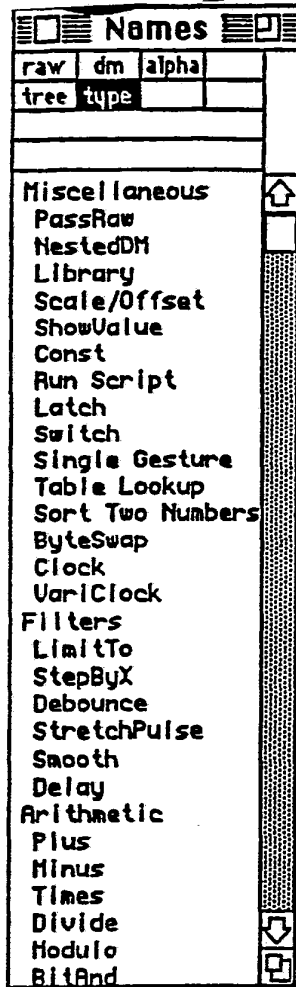 Names
raw dm alpha
tree type
Miscellaneous
PassRaw
NestedDM
Library
Scale/Offset
ShowValue
Const
Run Script
Latch
Switch
Single Gesture
Table Lookup
Sort Two Numbers
ByteSwap
Clock
VariClock
Filters
LimitTo
StepByX
Debounce
StretchPulse
Smooth
Delay
Arithmetic
Plus
Minus
Times
Divide
Modulo
BitAnd